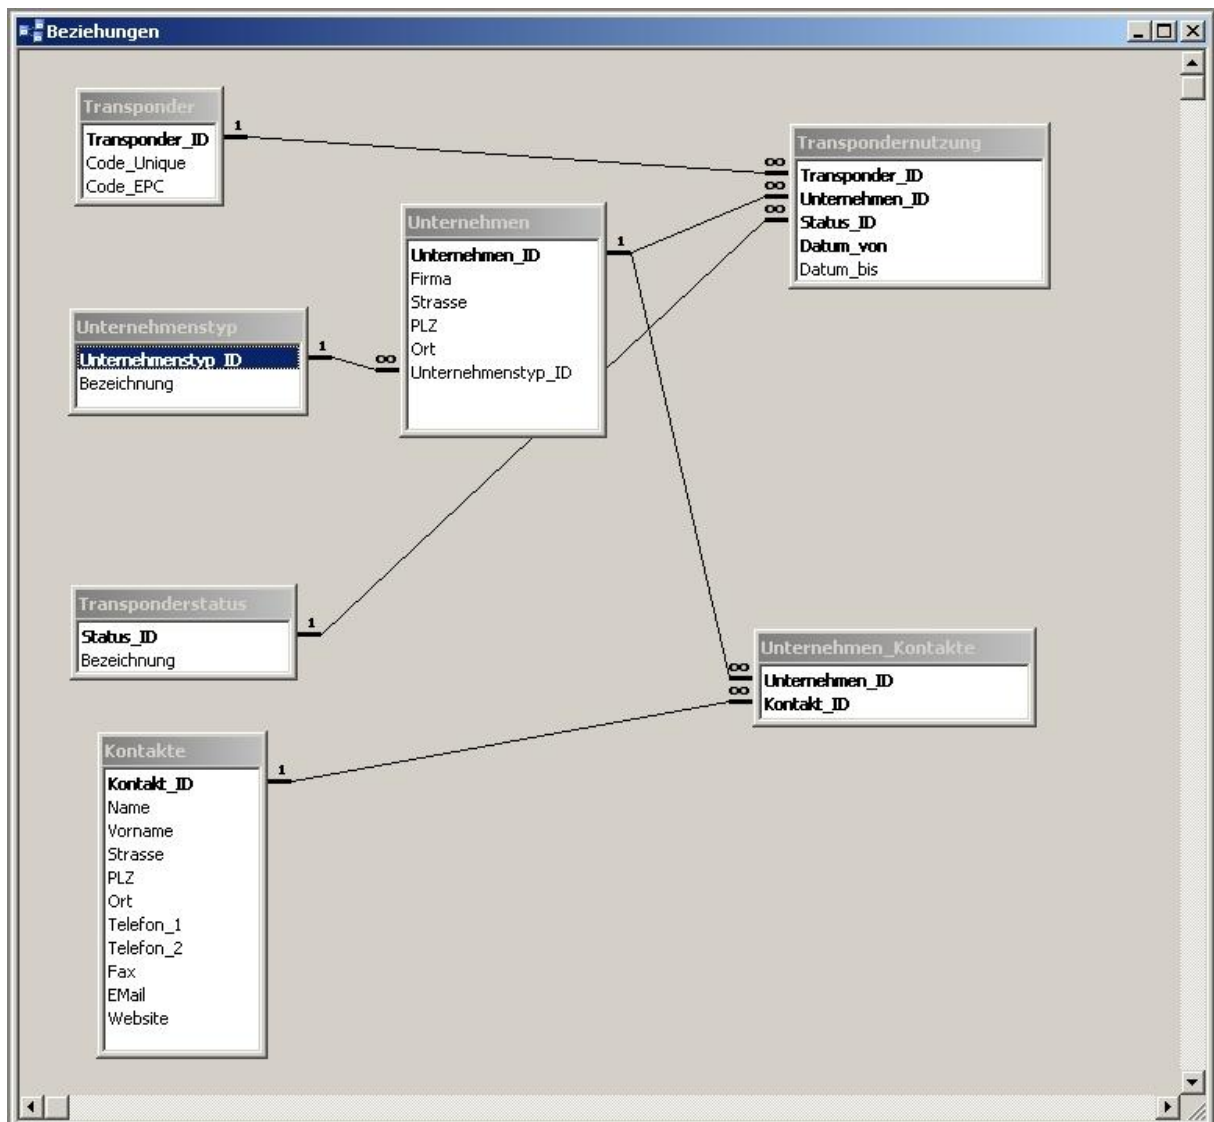 Beziehungen
Transponder
Transponder_ID
Code_Unique
Code_EPC
1
Transpondernutzung
Transponder_ID
Unternehmen_ID
Status_ID
Datum_von
Datum_bis
∞
∞
∞
Unternehmen
Unternehmen_ID
Firma
Strasse
PLZ
Ort
Unternehmenstyp_ID
1
Unternehmenstyp
Unternehmenstyp_ID
Bezeichnung
1
∞
Transponderstatus
Status_ID
Bezeichnung
1
Unternehmen_Kontakte
Unternehmen_ID
Kontakt_ID
∞
∞
Kontakte
Kontakt_ID
Name
Vorname
Strasse
PLZ
Ort
Telefon_1
Telefon_2
Fax
EMail
Website
1